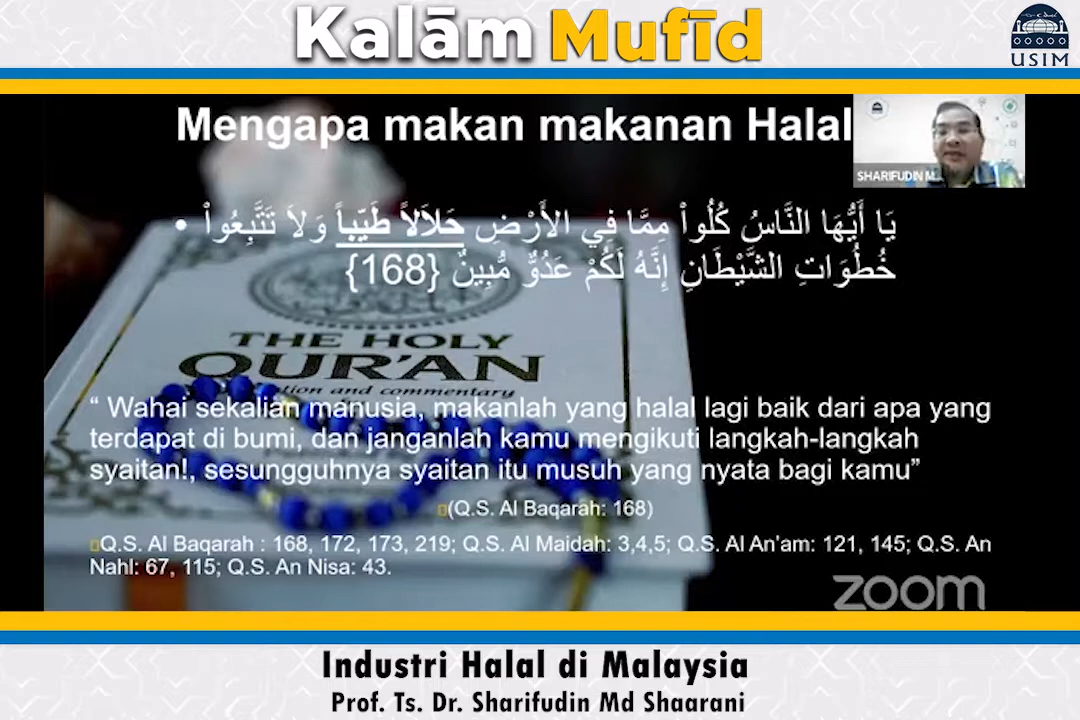 Kalām Mufīd
USIM
Mengapa makan makanan Halal
SHARIFUDIN M...
• يَا أَيُّهَا النَّاسُ كُلُواْ مِمَّا فِي الأَرْضِ حَلاَلاً طَيِّباً وَلاَ تَتَّبِعُواْ
خُطُوَاتِ الشَّيْطَانِ إِنَّهُ لَكُمْ عَدُوٌّ مُّبِينٌ {168}
THE HOLY
QUR'AN
tion and commentary
“ Wahai sekalian manusia, makanlah yang halal lagi baik dari apa yang
terdapat di bumi, dan janganlah kamu mengikuti langkah-langkah
syaitan!, sesungguhnya syaitan itu musuh yang nyata bagi kamu”
(Q.S. Al Baqarah: 168)
Q.S. Al Baqarah : 168, 172, 173, 219; Q.S. Al Maidah: 3,4,5; Q.S. Al An’am: 121, 145; Q.S. An
Nahl: 67, 115; Q.S. An Nisa: 43.
zoom
Industri Halal di Malaysia
Prof. Ts. Dr. Sharifudin Md Shaarani